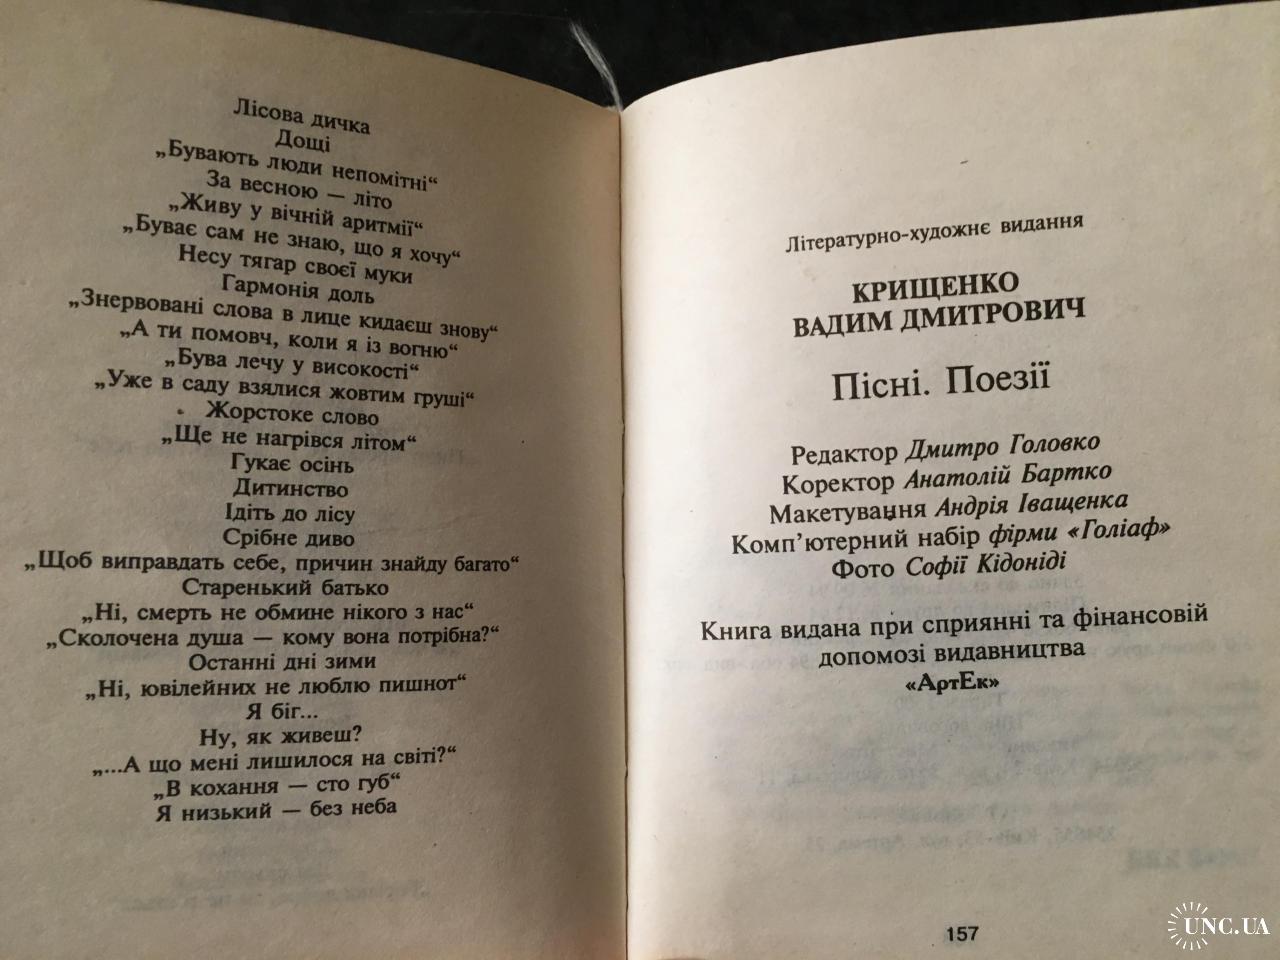 Лісова дичка
Дощі
„Бувають люди непомітні“
За весною — літо
„Живу у вічній аритмії“
„Буває сам не знаю, що я хочу“
Несу тягар своєї муки
Гармонія доль
„Знервовані слова в лице кидаєш знову“
„А ти помовч, коли я із вогню“
„Бува лечу у високості“
„Уже в саду взялися жовтим груші“
Жорстоке слово
„Ще не нагрівся літом“
Гукає осінь
Дитинство
Ідіть до лісу
Срібне диво
„Щоб виправдать себе, причин знайду багато“
Старенький батько
„Ні, смерть не обмине нікого з нас“
„Сколочена душа — кому вона потрібна?“
Останні дні зими
„Ні, ювілейних не люблю пишнот“
Я біг...
Ну, як живеш?
„...А що мені лишилося на світі?“
„В кохання — сто губ“
Я низький — без неба
Літературно-художнє видання
КРИЩЕНКО
ВАДИМ ДМИТРОВИЧ
Пісні. Поезії
Редактор Дмитро Головко
Коректор Анатолій Бартко
Макетування Андрія Іващенка
Комп’ютерний набір фірми «Голіаф»
Фото Софії Кідоніді
Книга видана при сприянні та фінансовій
допомозі видавництва
«АртЕк»
157
UNC.UA